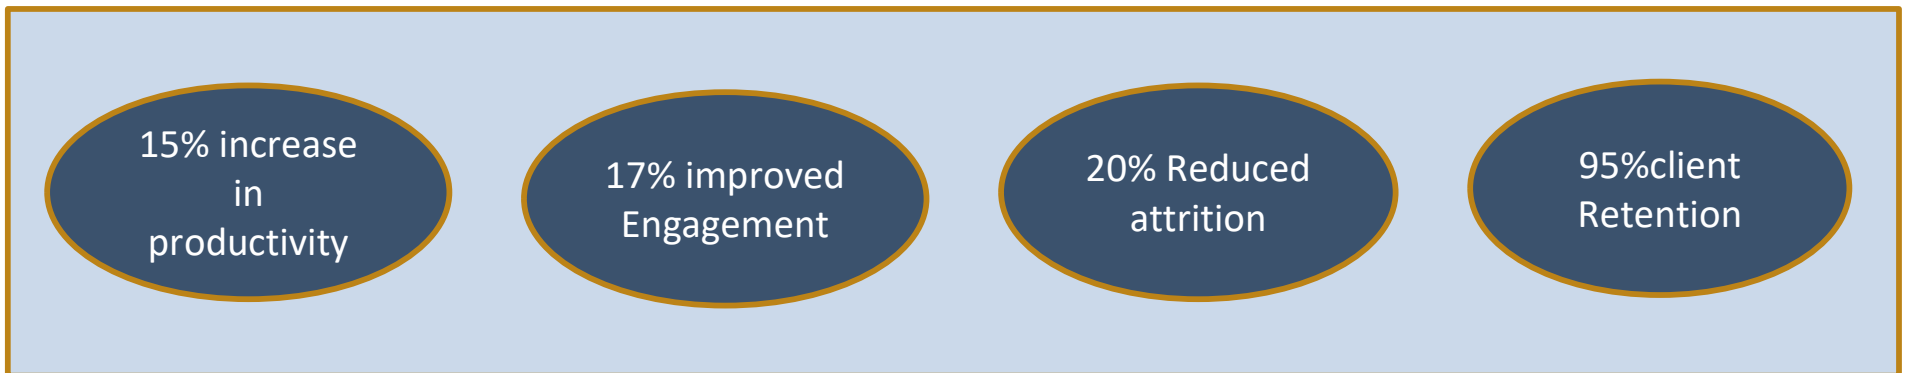 15% increase
in
productivity
17% improved
Engagement
20% Reduced
attrition
95%client
Retention